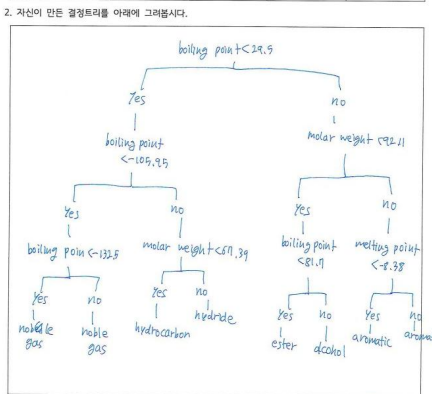 2. 자신이 만든 결정트리를 아래에 그려봅시다.
boiling point<29.5
Yes no
boiling point
<-105.95
molar weight <92.11
Yes no Yes no
boiling poin <-132.5
molar weight <57.39
boiling point
<81.7
melting point
<-8.38
Yes no Yes no Yes no Yes no
noble
gas
noble
gas
hydrocarbon
hydride
ester
alcohol
aromatic
aroma